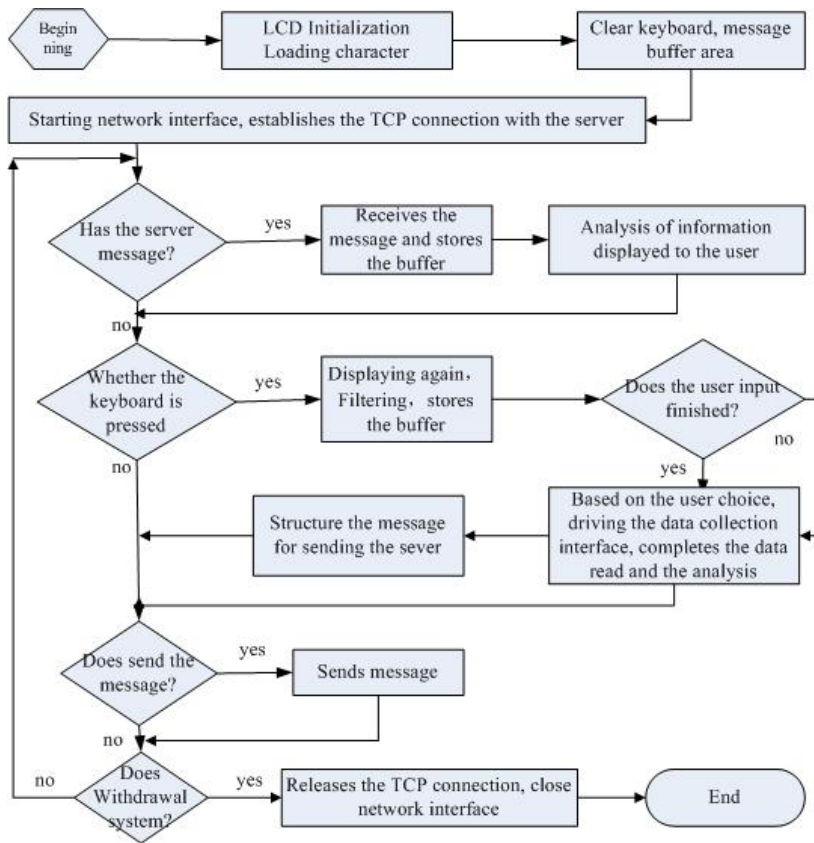 Begin
ning
LCD Initialization
Loading character
Clear keyboard, message
buffer area
Starting network interface, establishes the TCP connection with the server
Has the server
message?
yes
Receives the
message and stores
the buffer
Analysis of information
displayed to the user
no
Whether the
keyboard is
pressed
yes
Displaying again，
Filtering，stores
the buffer
Does the user input
finished?
no
yes
no
Based on the user choice,
driving the data collection
interface, completes the data
read and the analysis
Structure the message
for sending the sever
Does send the
message?
yes
Sends message
no
Does
Withdrawal
system?
no
yes
Releases the TCP connection, close
network interface
End